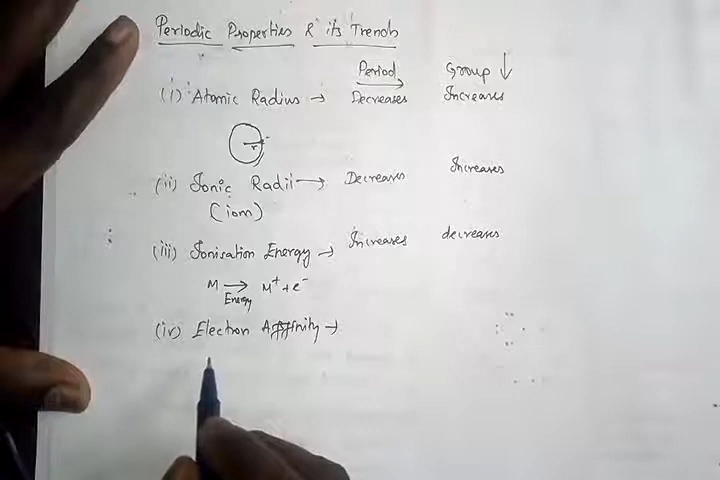 Periodic Properties & its Trends
Period Group ↓
(i) Atomic Radius → Decreases Increases
r
(ii) Ionic Radii → Decreases Increases
(ion)
(iii) Ionisation Energy → Increases decreases
M → M⁺ + e⁻
Energy
(iv) Electron Affinity →